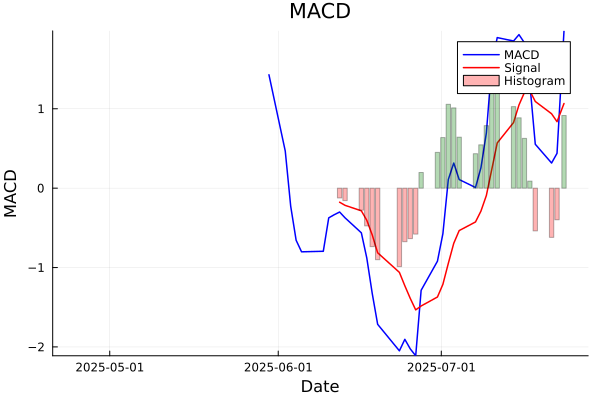 MACD
MACD
Signal
Histogram
MACD
1
0
−1
−2
2025-05-01
2025-06-01
2025-07-01
Date